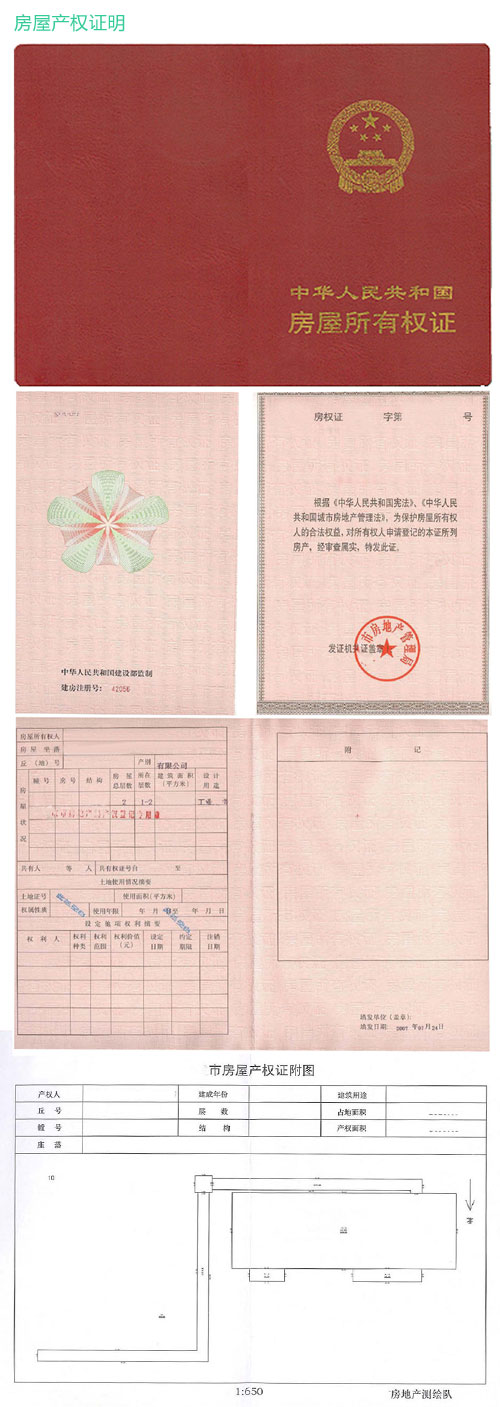 房屋产权证明
中华人民共和国
房屋所有权证
中华人民共和国建设部监制
建房注册号： 42056
房权证 字第 号
根据《中华人民共和国宪法》、《中华人民
共和国城市房地产管理法》，为保护房屋所有权
人的合法权益，对所有权人申请登记的本证所列
房产，经审查属实，特发此证。
市房地产管理局
发证机关（盖章）
房屋所有权人
房屋坐落
丘（地）号 产别 有限公司
房屋状况
幢号 房号 结构 房屋总层数 所在层数 建筑面积（平方米） 设计用途
2 1-2 工业
共有人 等 人 共有权证号自 至
土地使用情况摘要
土地证号 使用面积（平方米）
权属性质 使用年限 年 月 日至 年 月 日
设定他项权利摘要
权利人 权利种类 权利范围 权利价值（元） 设定日期 约定期限 注销日期
附 记
填发单位（盖章）：
填发日期： 2007 年 07 月 24 日
市房屋产权证附图
产权人 建成年份 建筑用途
丘号 层数 占地面积
幢号 结构 产权面积
座落
10
北
1:650
房地产测绘队